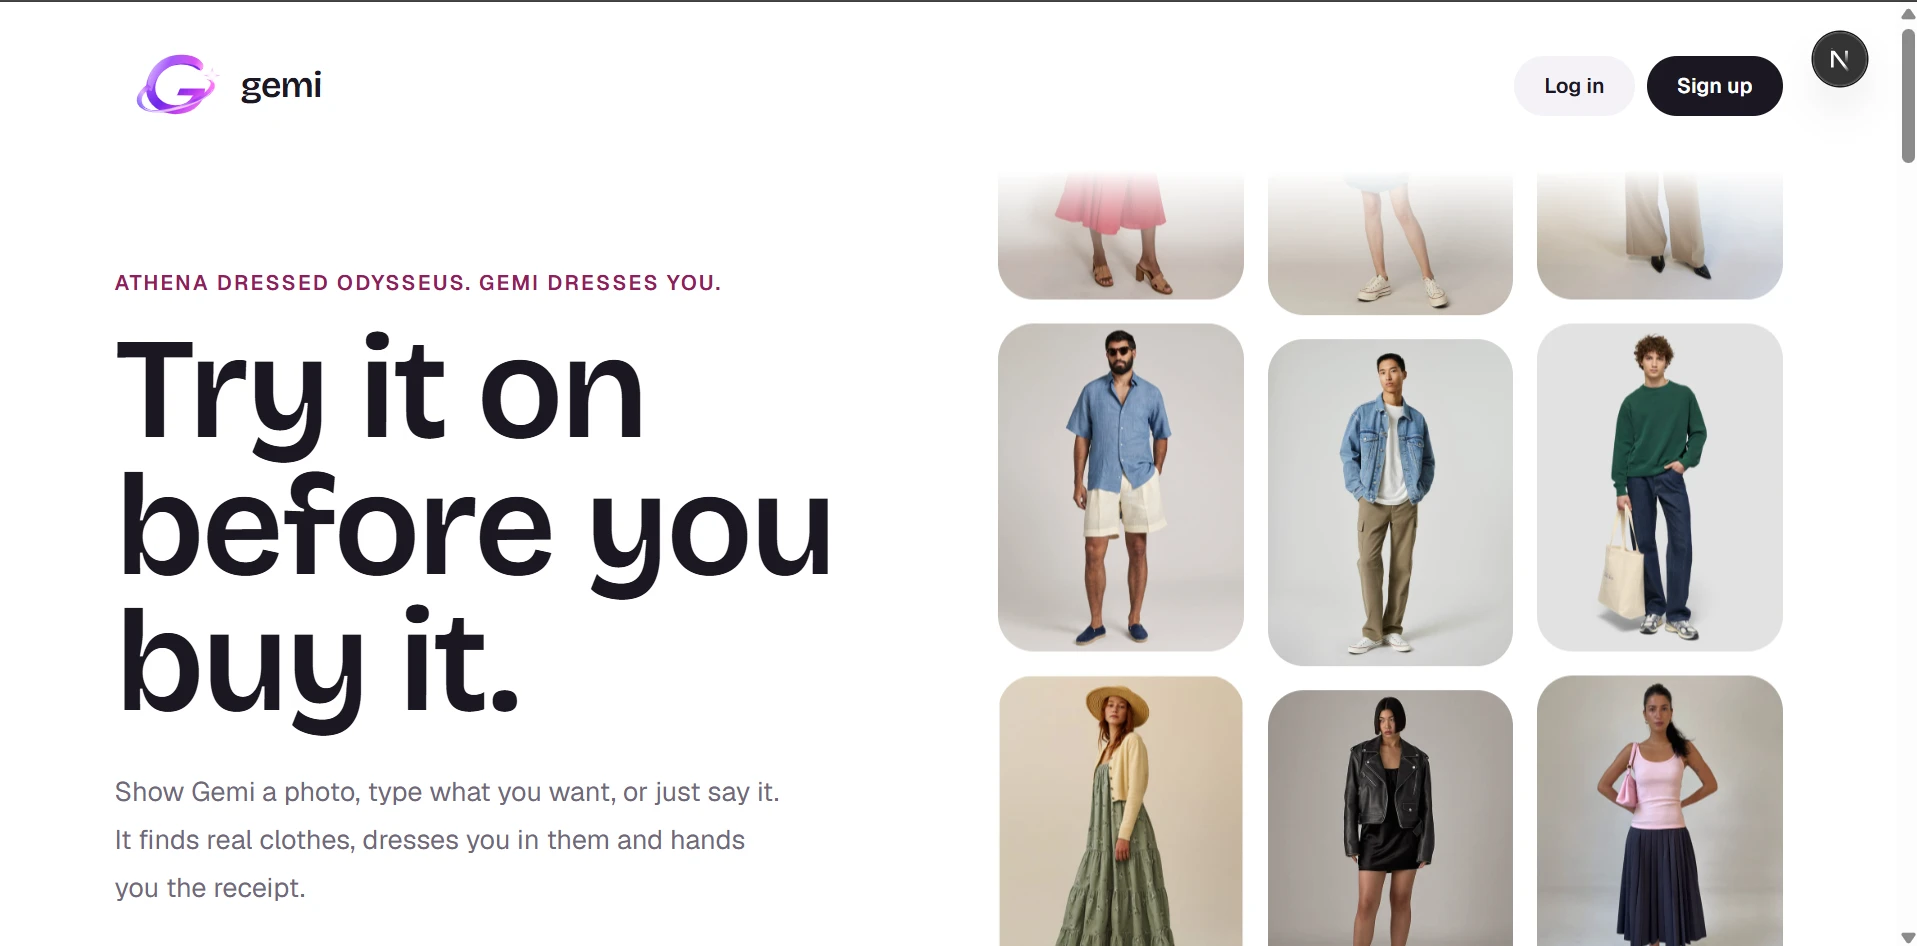 gemi
Log in
Sign up
N
ATHENA DRESSED ODYSSEUS. GEMI DRESSES YOU.
Try it on
before you
buy it.
Show Gemi a photo, type what you want, or just say it.
It finds real clothes, dresses you in them and hands
you the receipt.